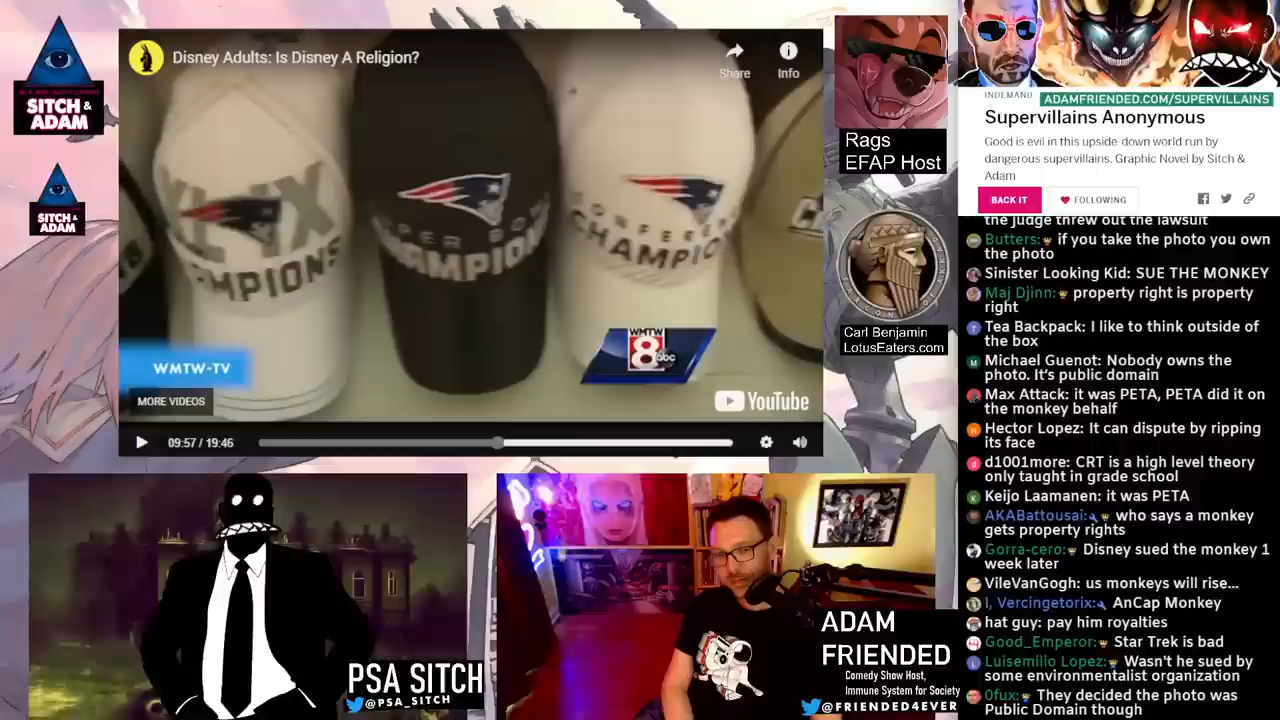 SITCH &
ADAM
SITCH &
ADAM
Disney Adults: Is Disney A Religion?
Share
Info
CHAMPIONS
WMTW
8
abc
WMTW-TV
MORE VIDEOS
YouTube
09:57 / 19:46
Rags
EFAP Host
Carl Benjamin
LotusEaters.com
INDEMAND
ADAMFRIENDED.COM/SUPERVILLAINS
Supervillains Anonymous
Good is evil in this upside-down world run by
dangerous supervillains. Graphic Novel by Sitch &
Adam
BACK IT
FOLLOWING
the judge threw out the lawsuit
Butters: if you take the photo you own
the photo
Sinister Looking Kid: SUE THE MONKEY
Maj Djinn: property right is property
right
Tea Backpack: I like to think outside of
the box
Michael Guenot: Nobody owns the
photo. It's public domain
Max Attack: it was PETA, PETA did it on
the monkey behalf
Hector Lopez: It can dispute by ripping
its face
d1001more: CRT is a high level theory
only taught in grade school
Keijo Laamanen: it was PETA
AKABattousai: who says a monkey
gets property rights
Gorra-cero: Disney sued the monkey 1
week later
VileVanGogh: us monkeys will rise...
I, Vercingetorix: AnCap Monkey
hat guy: pay him royalties
Good_Emperor: Star Trek is bad
Luisemillo Lopez: Wasn't he sued by
some environmentalist organization
0fux: They decided the photo was
Public Domain though
PSA SITCH
@PSA_SITCH
ADAM
FRIENDED
Comedy Show Host,
Immune System for Society
@FRIENDED4EVER